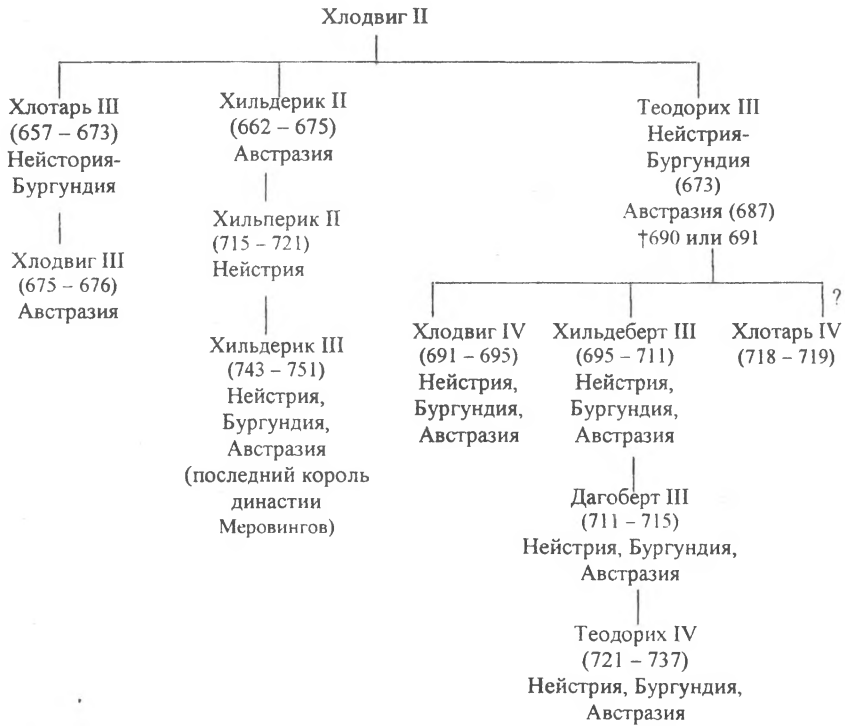 Хлодвиг II
Хлотарь III
(657 – 673)
Нейстория-
Бургундия
Хлодвиг III
(675 – 676)
Австразия
Хильдерик II
(662 – 675)
Австразия
Хильперик II
(715 – 721)
Нейстрия
Хильдерик III
(743 – 751)
Нейстрия,
Бургундия,
Австразия
(последний король
династии
Меровингов)
Теодорих III
Нейстрия-
Бургундия
(673)
Австразия (687)
†690 или 691
Хлодвиг IV
(691 – 695)
Нейстрия,
Бургундия,
Австразия
Хильдеберт III
(695 – 711)
Нейстрия,
Бургундия,
Австразия
Дагоберт III
(711 – 715)
Нейстрия, Бургундия,
Австразия
Теодорих IV
(721 – 737)
Нейстрия, Бургундия,
Австразия
?
Хлотарь IV
(718 – 719)